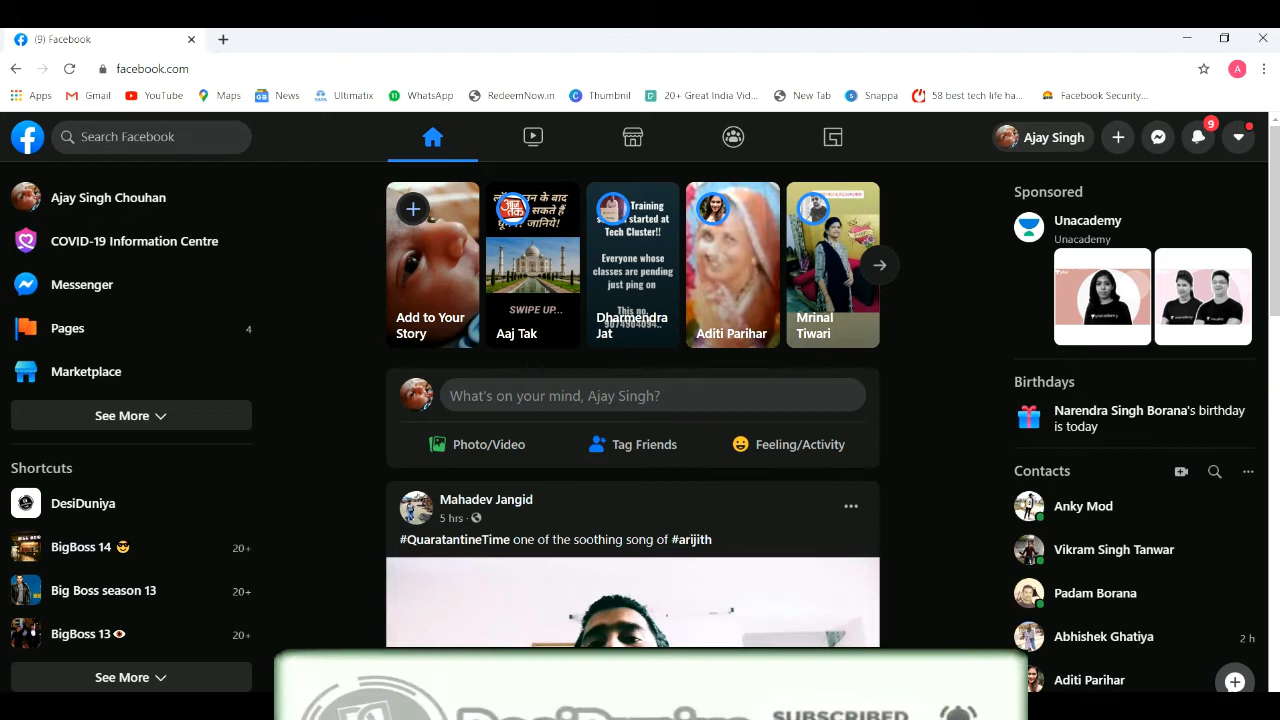 (9) Facebook
facebook.com
A
Apps Gmail YouTube Maps News Ultimatix WhatsApp RedeemNow.in Thumbnil 20+ Great India Vid... New Tab Snappa 58 best tech life ha... Facebook Security...
Search Facebook
Ajay Singh
9
Ajay Singh Chouhan
COVID-19 Information Centre
Messenger
Pages 4
Marketplace
See More
Shortcuts
DesiDuniya
BigBoss 14 😎 20+
Big Boss season 13 20+
BigBoss 13 20+
See More
Add to Your
Story
के बाद
सकते हैं
जानिये!
SWIPE UP...
Aaj Tak
Training
started at
Tech Cluster!!
Everyone whose
classes are pending
just ping on
This no.
Dharmendra
Jat
Aditi Parihar
Mrinal
Tiwari
What's on your mind, Ajay Singh?
Photo/Video Tag Friends Feeling/Activity
Mahadev Jangid
5 hrs ·
#QuaratantineTime one of the soothing song of #arijith
Sponsored
Unacademy
Unacademy
Birthdays
Narendra Singh Borana's birthday
is today
Contacts
Anky Mod
Vikram Singh Tanwar
Padam Borana
Abhishek Ghatiya 2 h
Aditi Parihar
DesiDuniya SUBSCRIBED